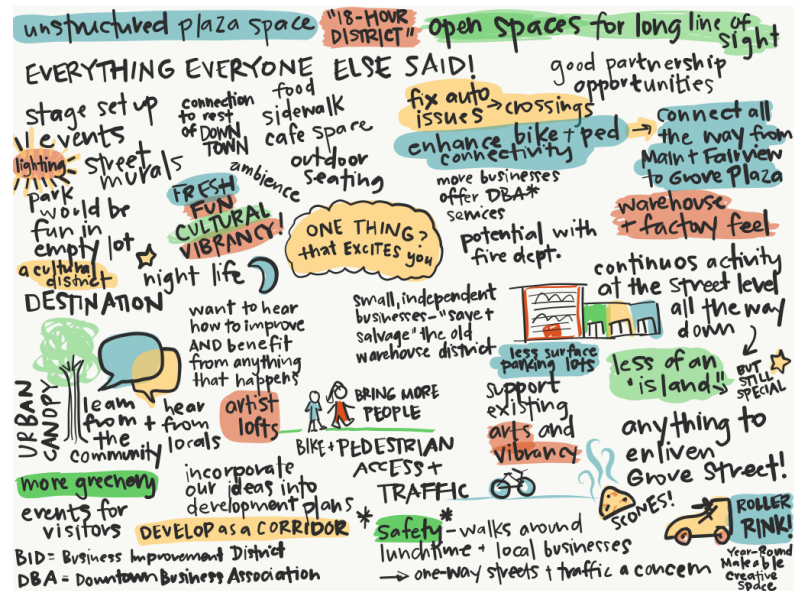 unstructured plaza space
"18-HOUR
DISTRICT"
open spaces for long line of
sight
EVERYTHING EVERYONE ELSE SAID!
good partnership
opportunities
stage set up
events
lighting
street
murals
connection
to rest
of DOWN
TOWN
food
sidewalk
cafe space
outdoor
seating
ambience
fix auto
issues → crossings
enhance bike + ped →
connectivity
connect all
the way from
Main + Fairview
to Grove Plaza
more businesses
offer DBA*
services
warehouse
+ factory feel
potential with
fire dept.
park
would be
fun in
empty lot
FRESH
FUN
CULTURAL
VIBRANCY!
ONE THING?
that EXCITES you
a cultural
district
DESTINATION
night life
continuos activity
at the street level
all the way
down
BUT
STILL
SPECIAL
want to hear
how to improve
AND benefit
from anything
that happens
small, independent
businesses - "save +
salvage" the old
warehouse district
less surface
parking lots
less of an
"island"
URBAN
CANOPY
learn
from +
the
community
hear
from
locals
artist
lofts
BRING MORE
PEOPLE
BIKE + PEDESTRIAN
ACCESS +
TRAFFIC
support
existing
arts and
vibrancy
anything to
enliven
Grove Street!
SCONES!
ROLLER
RINK!
Year-Round
Maleable
Creative
Space
more greenery
events for
visitors
incorporate
our ideas into
development plans
DEVELOP as a CORRIDOR *
Safety* - walks around
lunchtime + local businesses
→ one-way streets + traffic a concern
BID = Business Improvement District
DBA = Downtown Business Association